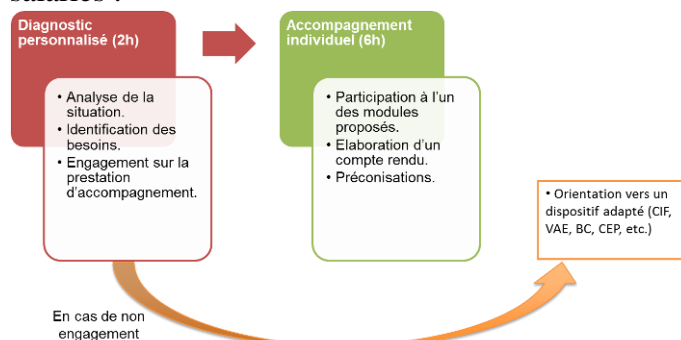 salariés :
Diagnostic
personnalisé (2h)
• Analyse de la
situation.
• Identification des
besoins.
• Engagement sur la
prestation
d'accompagnement.
Accompagnement
individuel (6h)
• Participation à l'un
des modules
proposés.
• Elaboration d'un
compte rendu.
• Préconisations.
• Orientation vers un
dispositif adapté (CIF,
VAE, BC, CEP, etc.)
En cas de non
engagement